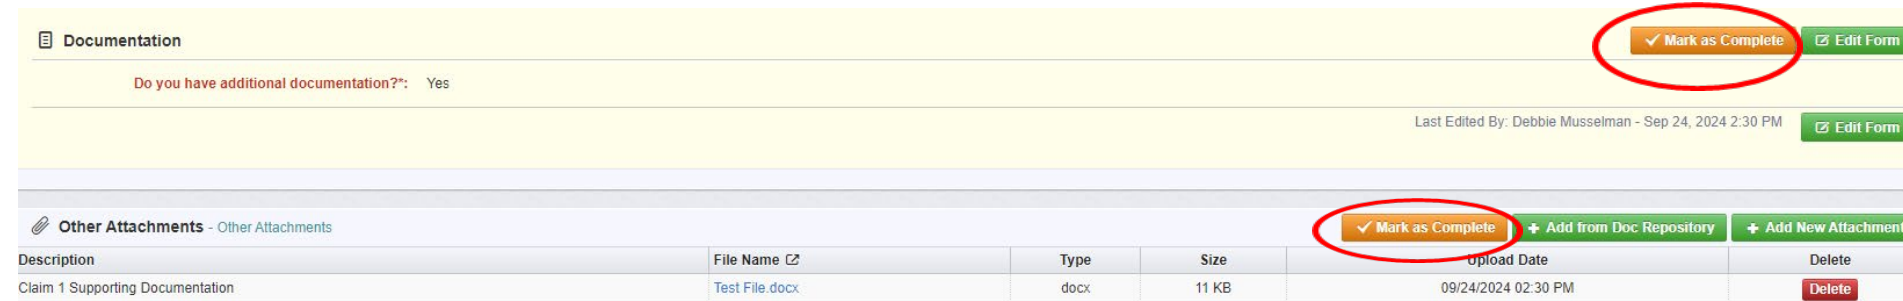 Documentation
Mark as Complete
Edit Form
Do you have additional documentation?*: Yes
Last Edited By: Debbie Musselman - Sep 24, 2024 2:30 PM
Edit Form
Other Attachments - Other Attachments
Mark as Complete
+ Add from Doc Repository
+ Add New Attachment
Description File Name Type Size Upload Date Delete
Claim 1 Supporting Documentation Test File.docx docx 11 KB 09/24/2024 02:30 PM Delete